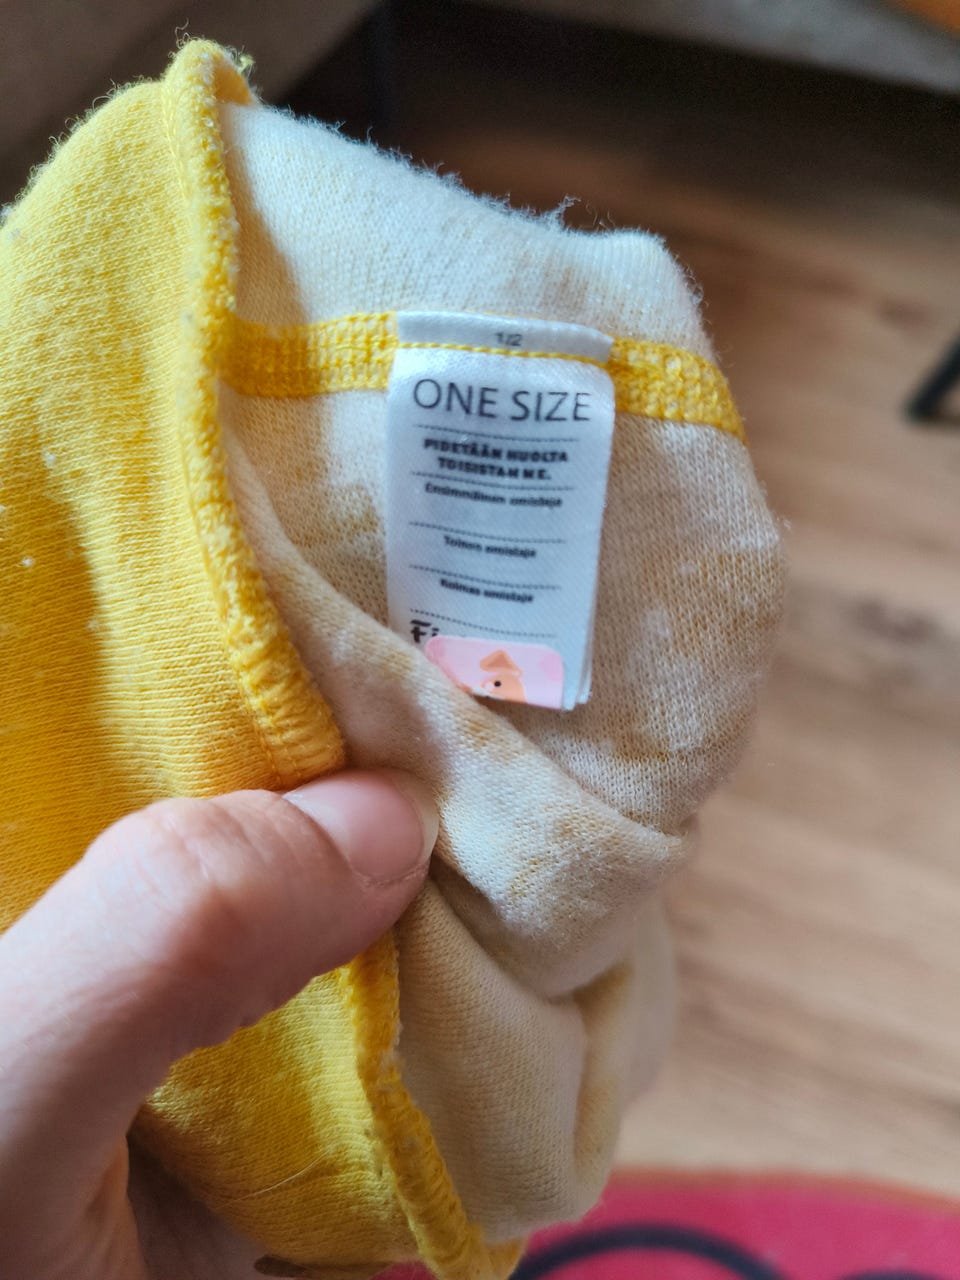 1/2
ONE SIZE
PIDETÄÄN HUOLTA
TOISISTAMME.
Ensimmäinen omistaja
Toinen omistaja
Kolmas omistaja